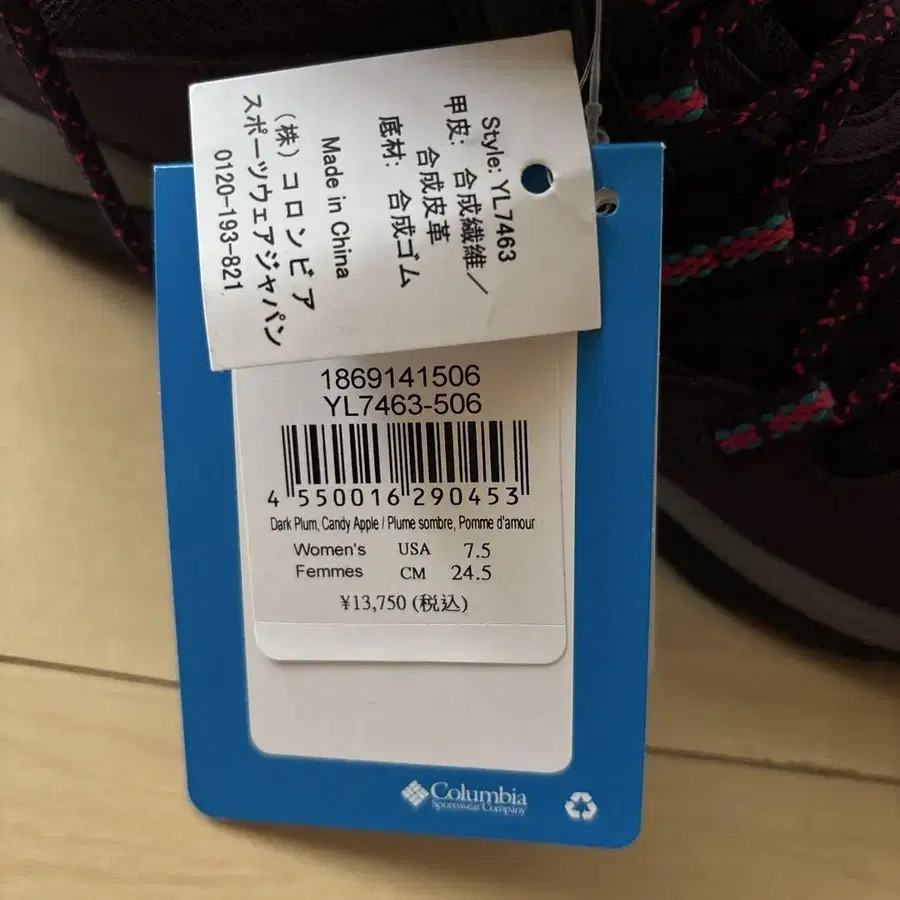 Style: YL7463
甲皮: 合成繊維／
合成皮革
底材: 合成ゴム
Made in China
（株）コロンビア
スポーツウェアジャパン
0120-193-821
1869141506
YL7463-506
4 550016 290453
Dark Plum, Candy Apple / Plume sombre, Pomme d'amour
Women's USA 7.5
Femmes CM 24.5
¥13,750 (税込)
Columbia
Sportswear Company